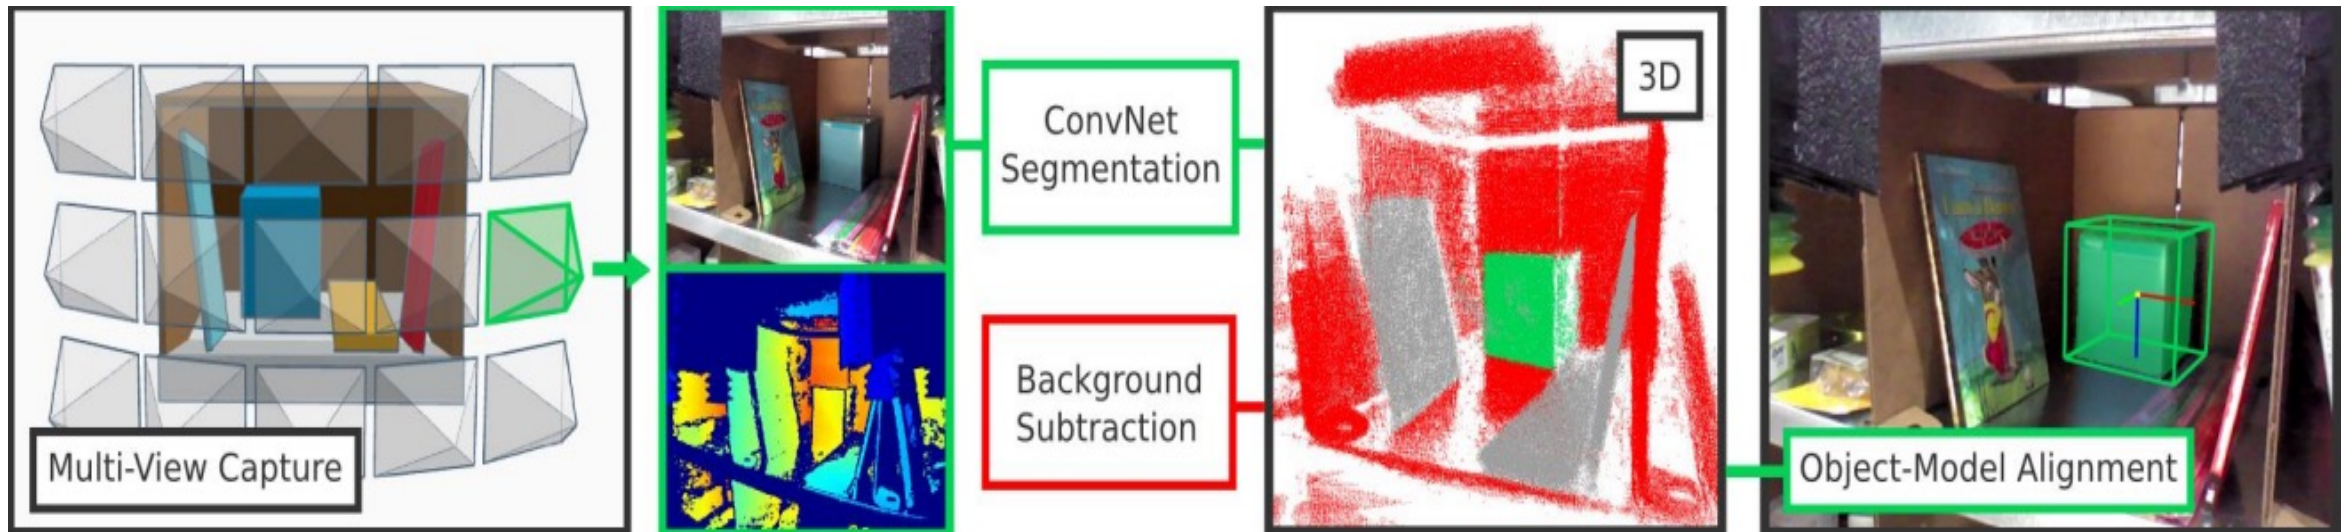 Multi-View Capture
ConvNet
Segmentation
Background
Subtraction
3D
Object-Model Alignment